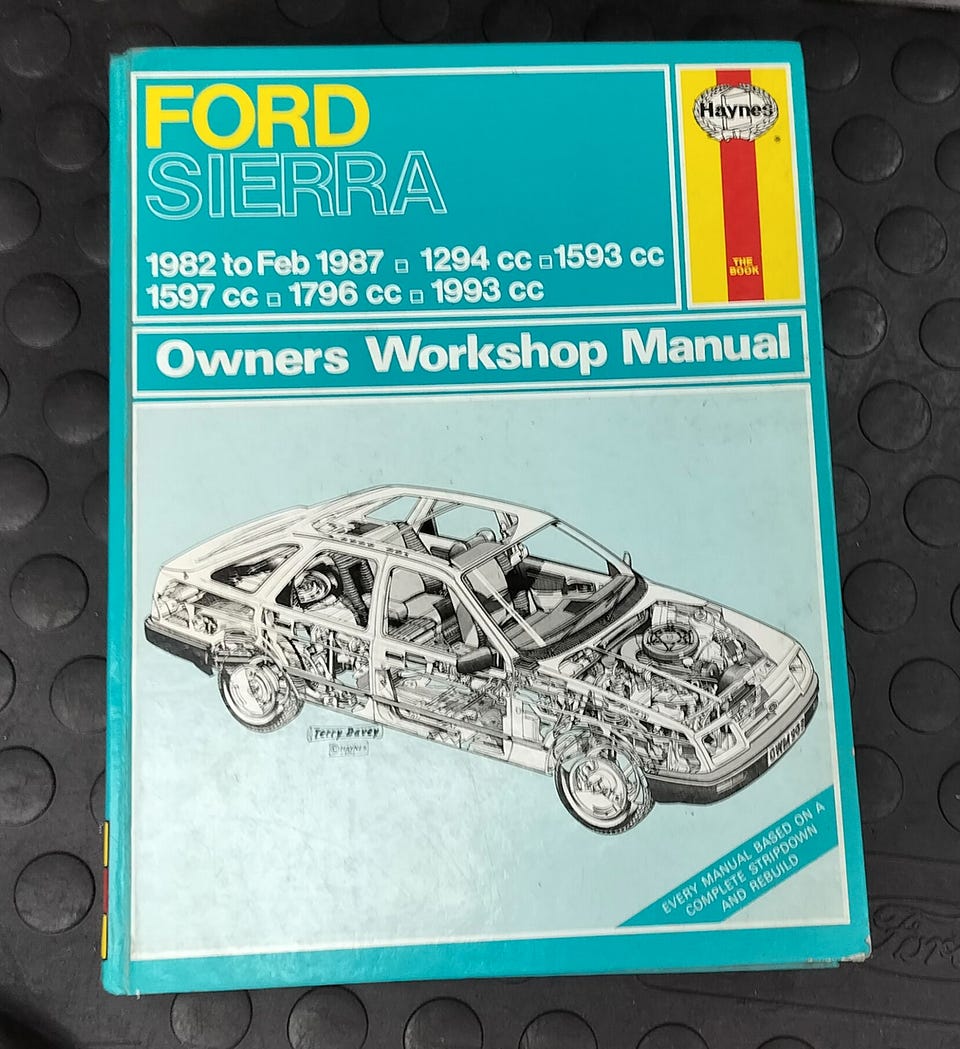 FORD
SIERRA
Haynes
®
THE
BOOK
1982 to Feb 1987 □ 1294 cc □ 1593 cc
1597 cc □ 1796 cc □ 1993 cc
Owners Workshop Manual
Terry Davey
© HAYNES
EVERY MANUAL BASED ON A
COMPLETE STRIPDOWN
AND REBUILD
Ford